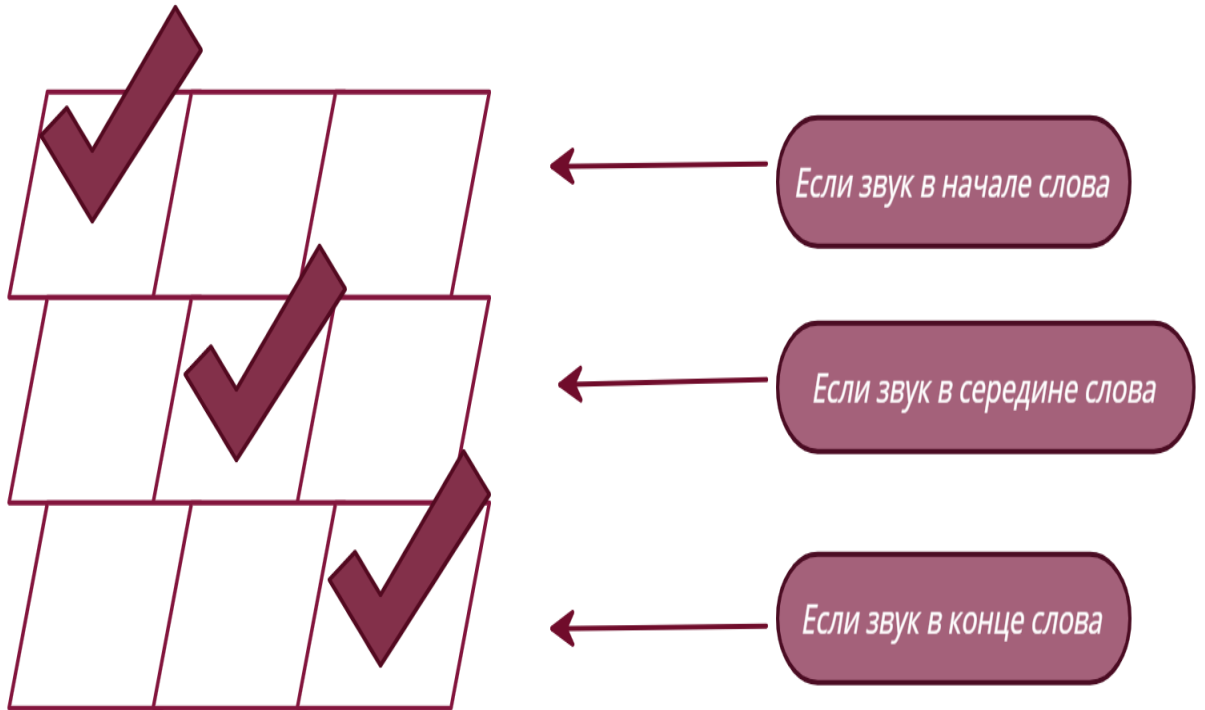 Если звук в начале слова
Если звук в середине слова
Если звук в конце слова